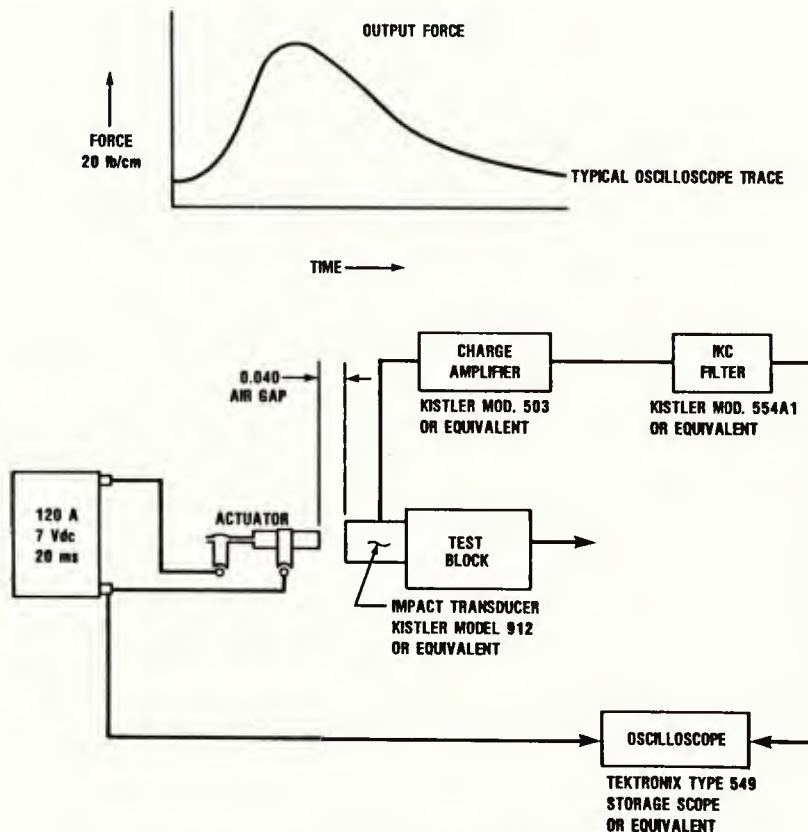 OUTPUT FORCE
FORCE
20 lb/cm
TYPICAL OSCILLOSCOPE TRACE
TIME
0.040
AIR GAP
CHARGE
AMPLIFIER
KISTLER MOD. 503
OR EQUIVALENT
IKC
FILTER
KISTLER MOD. 554A1
OR EQUIVALENT
120 A
7 Vdc
20 ms
ACTUATOR
TEST
BLOCK
IMPACT TRANSDUCER
KISTLER MODEL 912
OR EQUIVALENT
OSCILLOSCOPE
TEKTRONIX TYPE 549
STORAGE SCOPE
OR EQUIVALENT